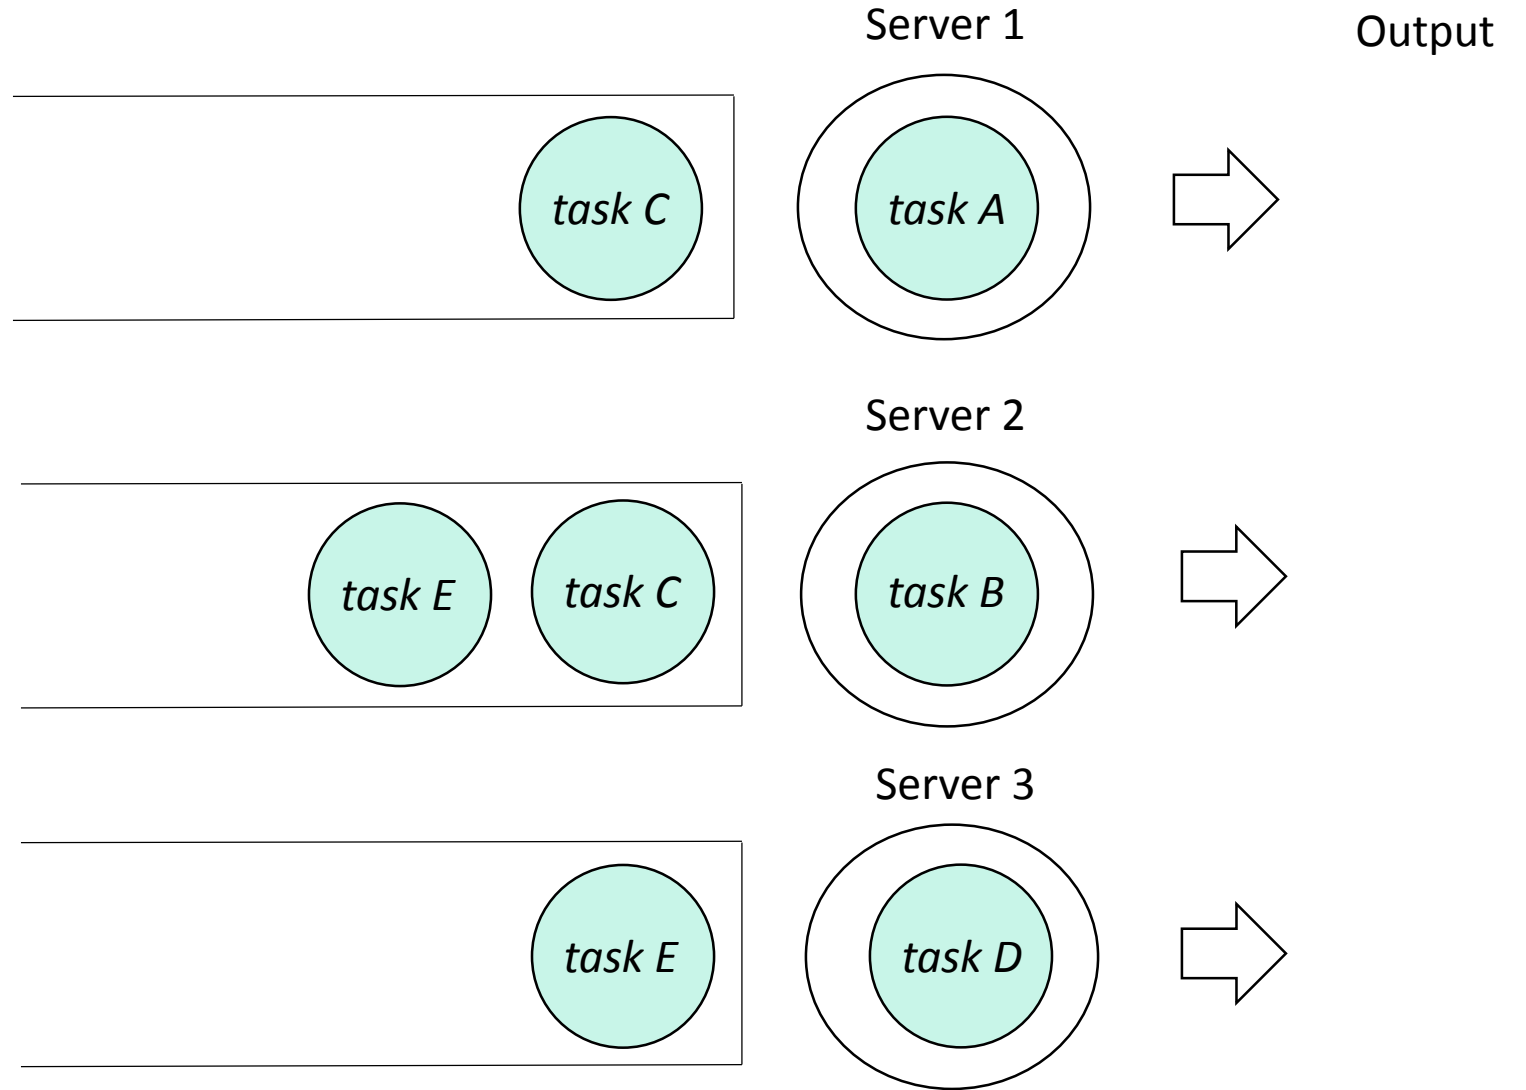 Server 1
Output
task C
task A
Server 2
task E
task C
task B
Server 3
task E
task D